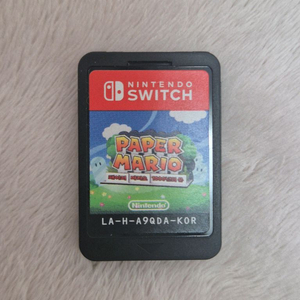 NINTENDO
SWITCH
PAPER
MARIO
Nintendo
LA-H-A9QDA-KOR